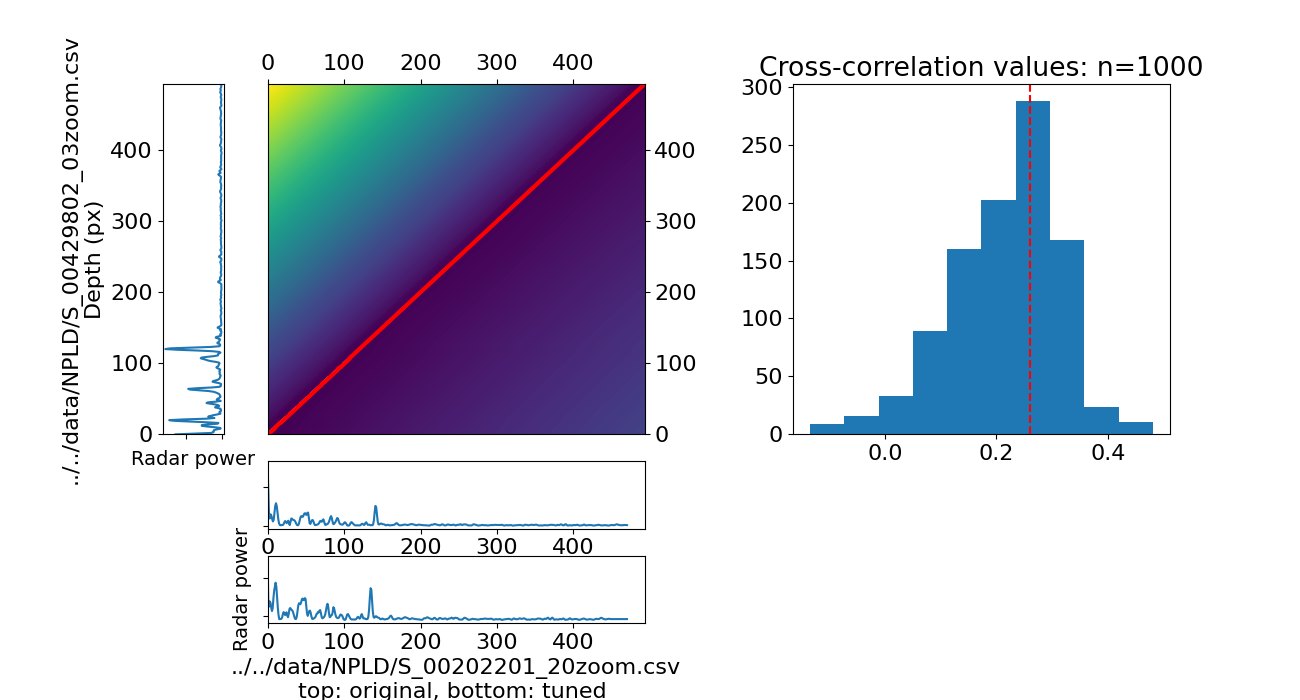 ../../data/NPLD/S_00429802_03zoom.csv
Depth (px)
400
300
200
100
0
Radar power
0 100 200 300 400
400
300
200
100
0
0 100 200 300 400
Radar power
0 100 200 300 400
../../data/NPLD/S_00202201_20zoom.csv
top: original, bottom: tuned
Cross-correlation values: n=1000
300
250
200
150
100
50
0
0.0 0.2 0.4